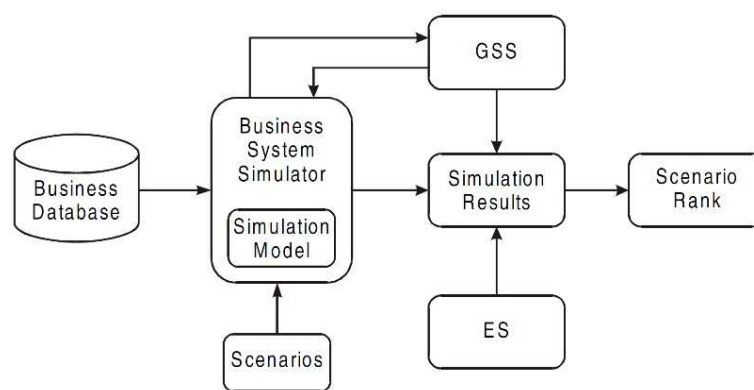 GSS
Business
System
Simulator
Business
Database
Simulation
Model
Simulation
Results
Scenario
Rank
Scenarios
ES